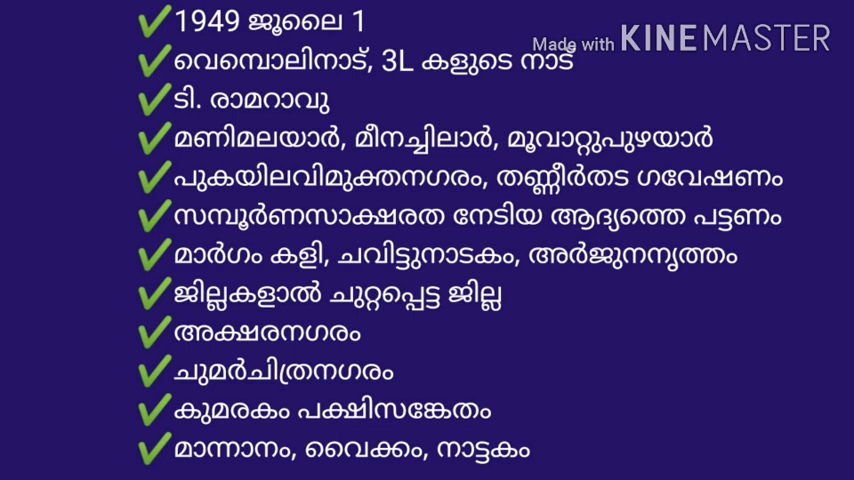 ✔1949 ജൂലൈ 1
Made with KINEMASTER
✔വെമ്പൊലിനാട്, 3L കളുടെ നാട്
✔ടി. രാമറാവു
✔മണിമലയാർ, മീനച്ചിലാർ, മൂവാറ്റുപുഴയാർ
✔പുകയിലവിമുക്തനഗരം, തണ്ണീർതട ഗവേഷണം
✔സമ്പൂർണസാക്ഷരത നേടിയ ആദ്യത്തെ പട്ടണം
✔മാർഗം കളി, ചവിട്ടുനാടകം, അർജുനനൃത്തം
✔ജില്ലകളാൽ ചുറ്റപ്പെട്ട ജില്ല
✔അക്ഷരനഗരം
✔ചുമർചിത്രനഗരം
✔കുമരകം പക്ഷിസങ്കേതം
✔മാന്നാനം, വൈക്കം, നാട്ടകം